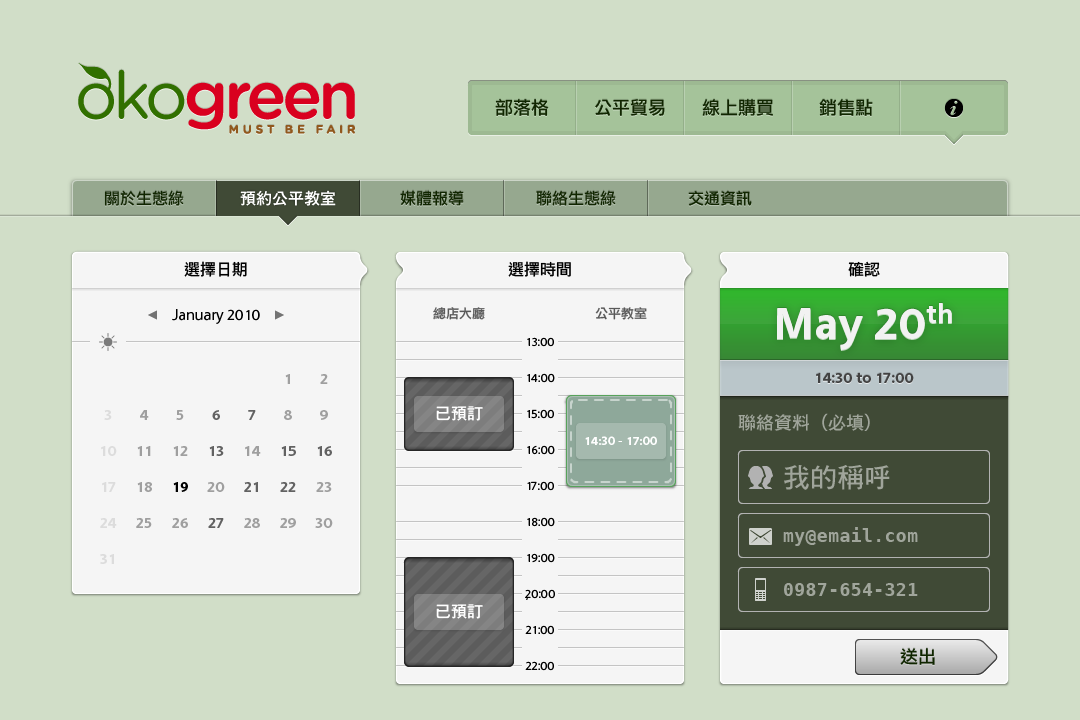 ökogreen
MUST BE FAIR
部落格 公平貿易 線上購買 銷售點 i
關於生態綠 預約公平教室 媒體報導 聯絡生態綠 交通資訊
選擇日期
January 2010
1 2
3 4 5 6 7 8 9
10 11 12 13 14 15 16
17 18 19 20 21 22 23
24 25 26 27 28 29 30
31
選擇時間
總店大廳 公平教室
13:00
14:00
已預訂 15:00
14:30 - 17:00
16:00
17:00
18:00
19:00
20:00
已預訂
21:00
22:00
確認
May 20th
14:30 to 17:00
聯絡資料（必填）
我的稱呼
my@email.com
0987-654-321
送出